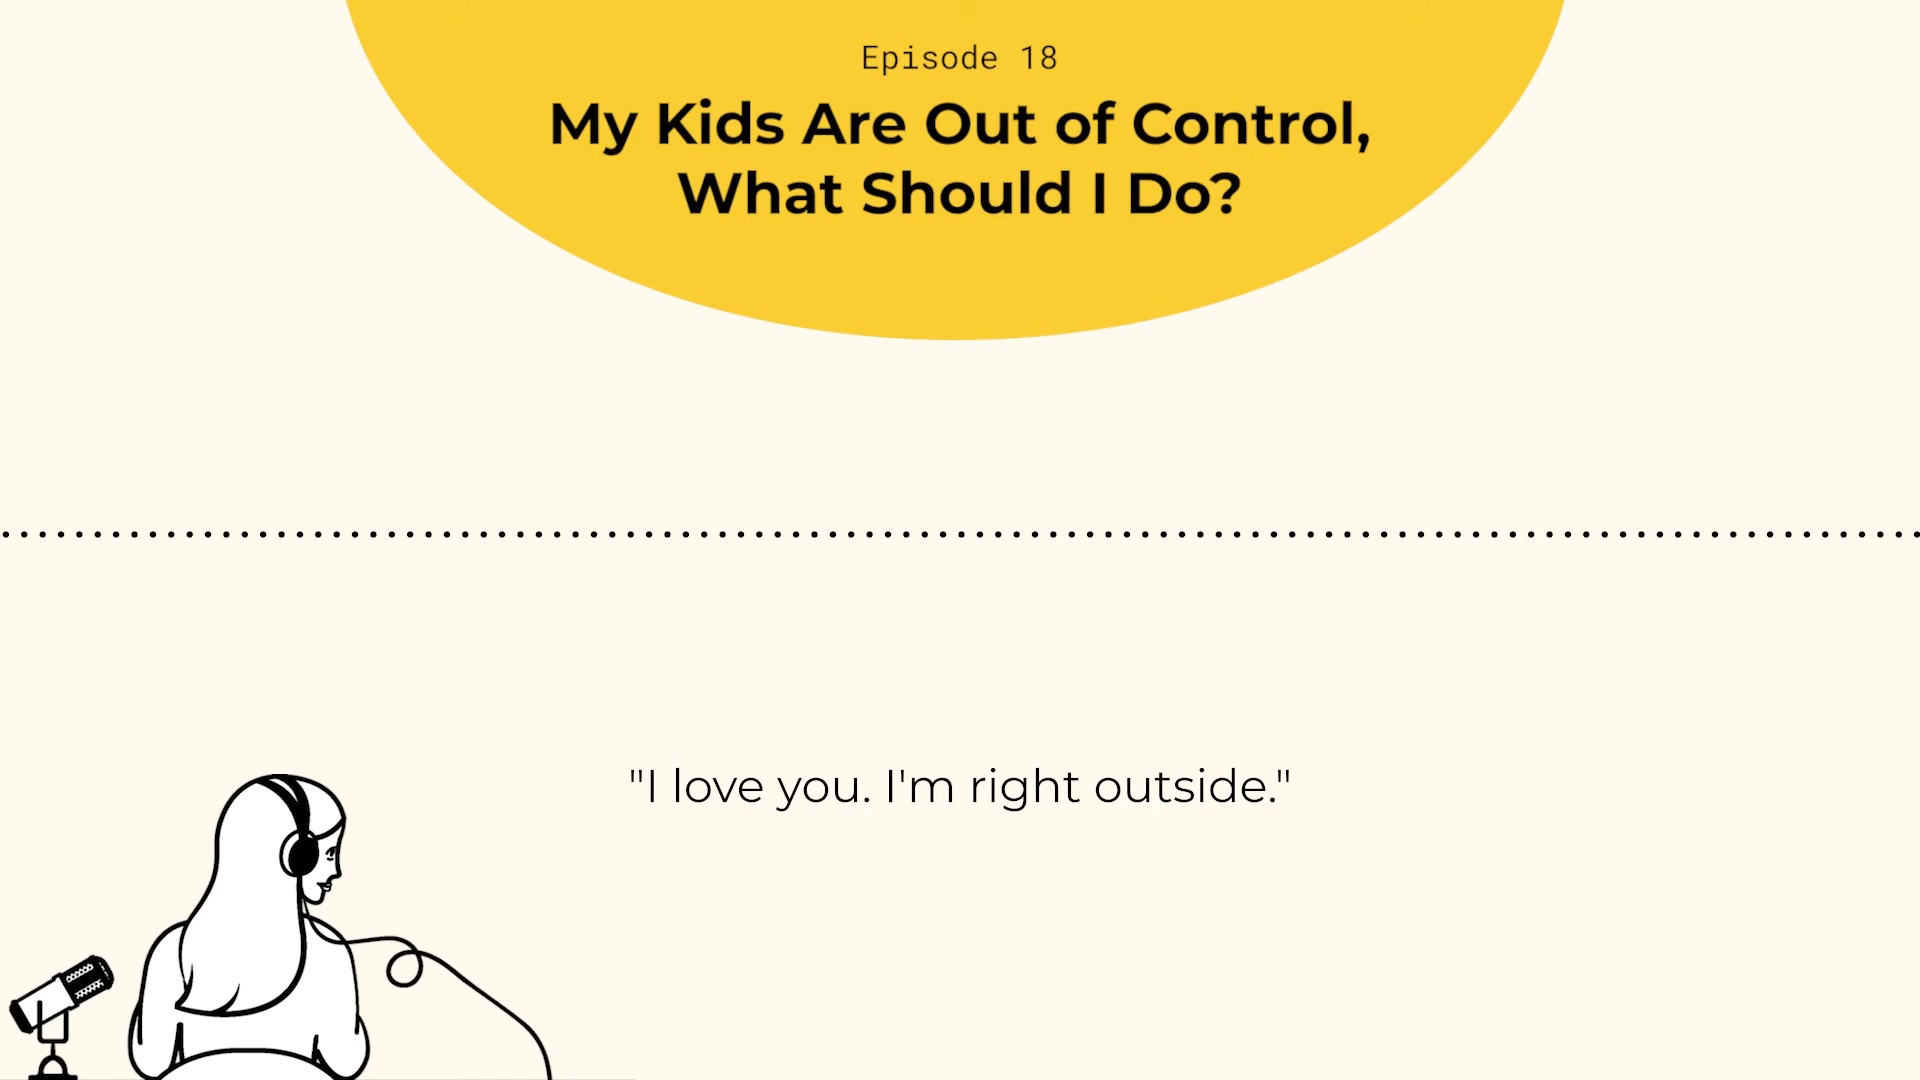 Episode 18
My Kids Are Out of Control,
What Should I Do?
"I love you. I'm right outside."